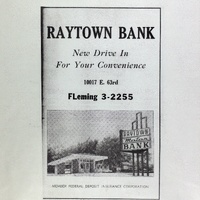 RAYTOWN BANK
New Drive In
For Your Convenience
10017 E. 63rd
FLeming 3-2255
RAYTOWN
BANK
MEMBER FEDERAL DEPOSIT INSURANCE CORPORATION